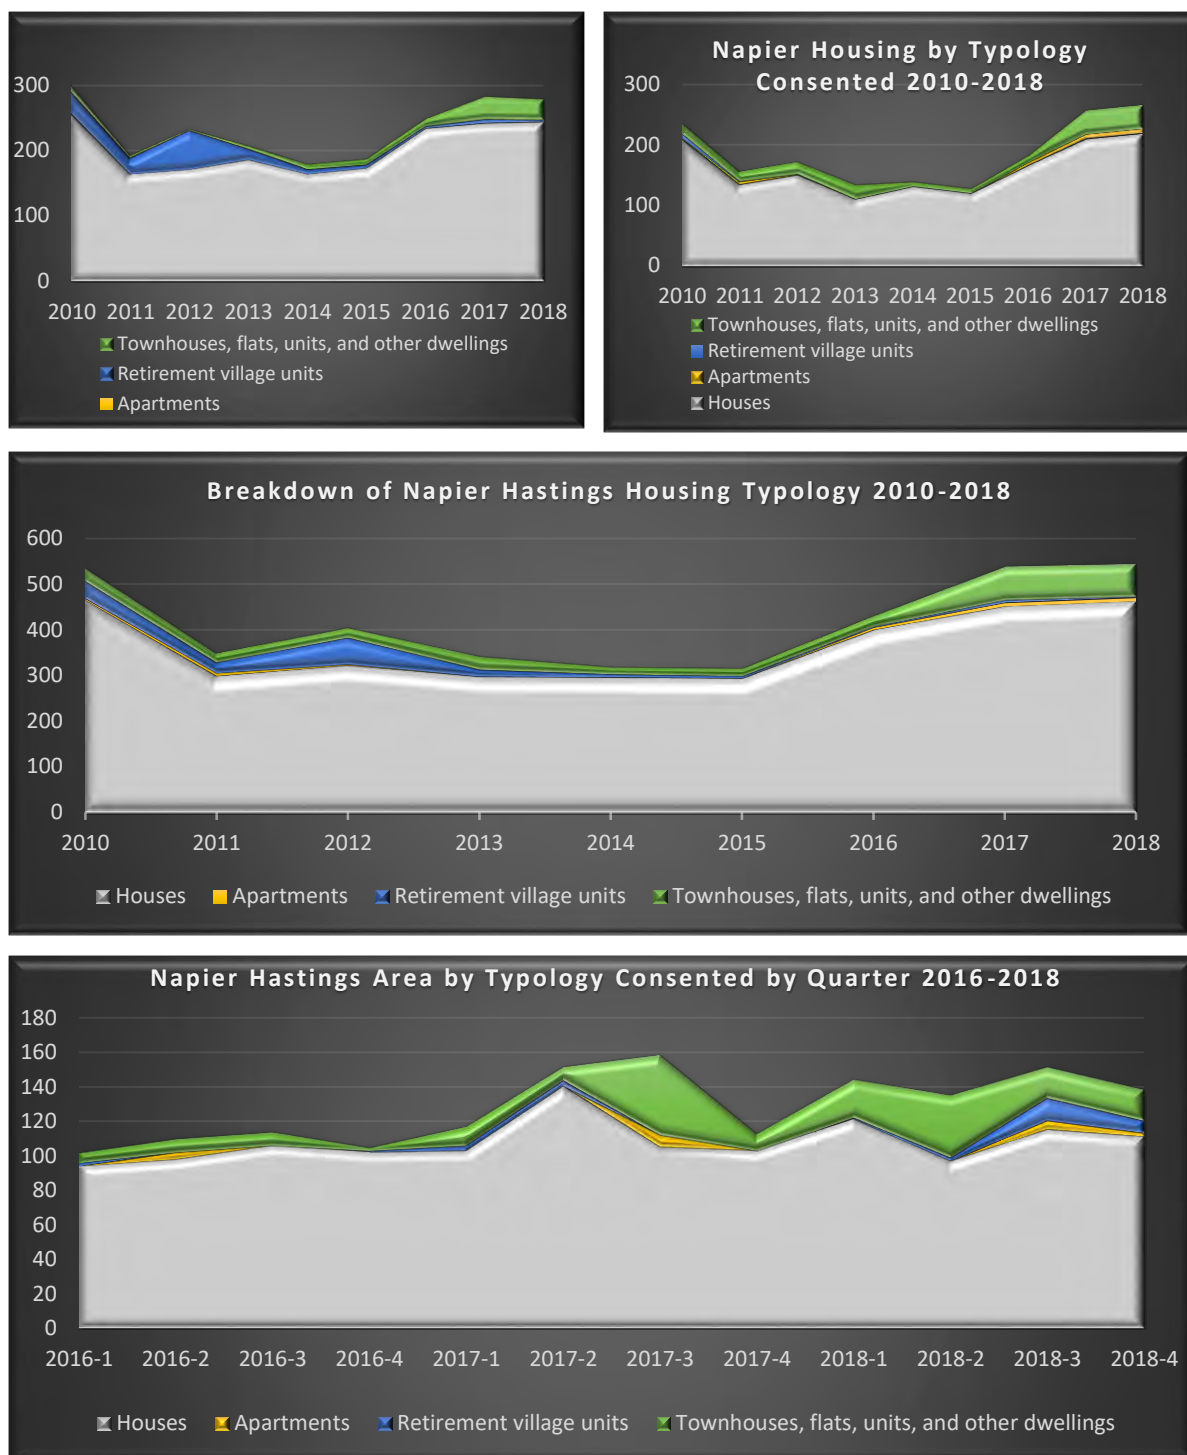 300
200
100
0
2010 2011 2012 2013 2014 2015 2016 2017 2018
Townhouses, flats, units, and other dwellings
Retirement village units
Apartments
Napier Housing by Typology
Consented 2010-2018
300
200
100
0
2010 2011 2012 2013 2014 2015 2016 2017 2018
Townhouses, flats, units, and other dwellings
Retirement village units
Apartments
Houses
Breakdown of Napier Hastings Housing Typology 2010-2018
600
500
400
300
200
100
0
2010 2011 2012 2013 2014 2015 2016 2017 2018
Houses Apartments Retirement village units Townhouses, flats, units, and other dwellings
Napier Hastings Area by Typology Consented by Quarter 2016-2018
180
160
140
120
100
80
60
40
20
0
2016-1 2016-2 2016-3 2016-4 2017-1 2017-2 2017-3 2017-4 2018-1 2018-2 2018-3 2018-4
Houses Apartments Retirement village units Townhouses, flats, units, and other dwellings